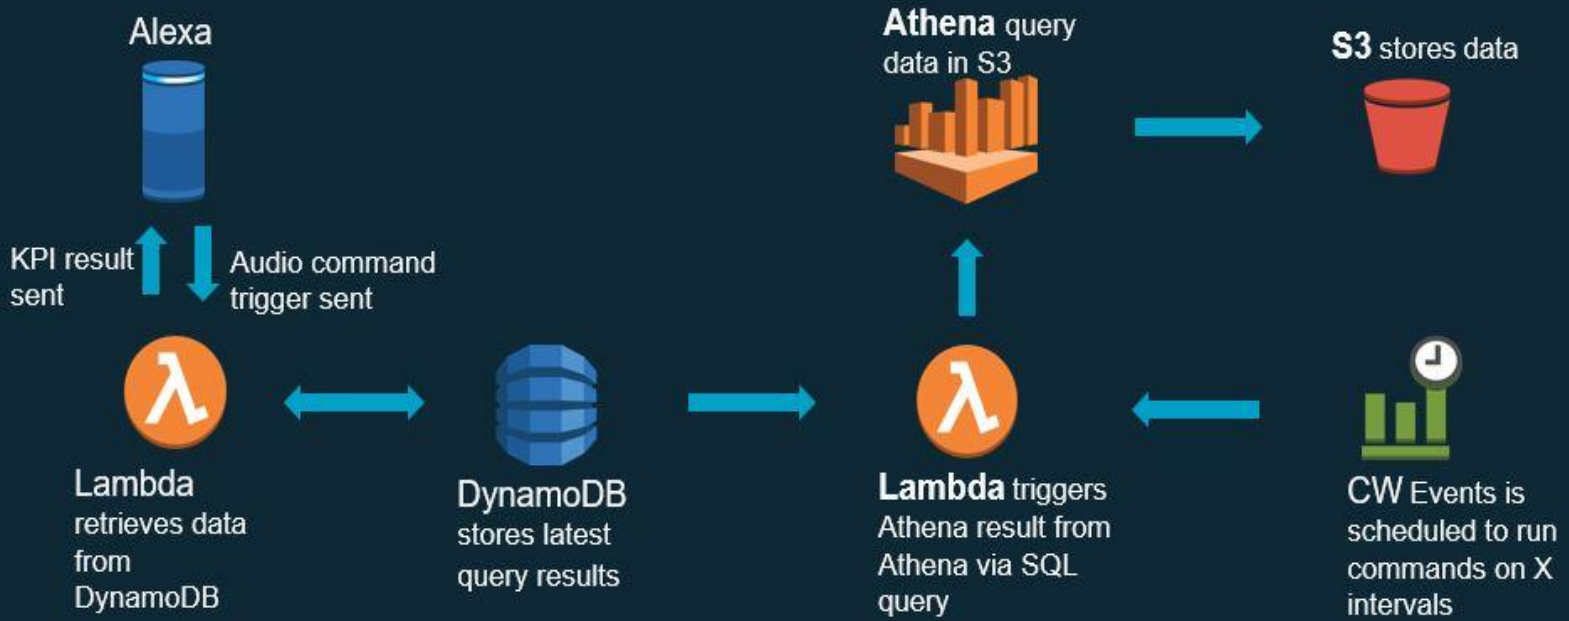 Alexa
Athena query
data in S3
S3 stores data
KPI result
sent
Audio command
trigger sent
λ
λ
Lambda
retrieves data
from
DynamoDB
DynamoDB
stores latest
query results
Lambda triggers
Athena result from
Athena via SQL
query
CW Events is
scheduled to run
commands on X
intervals